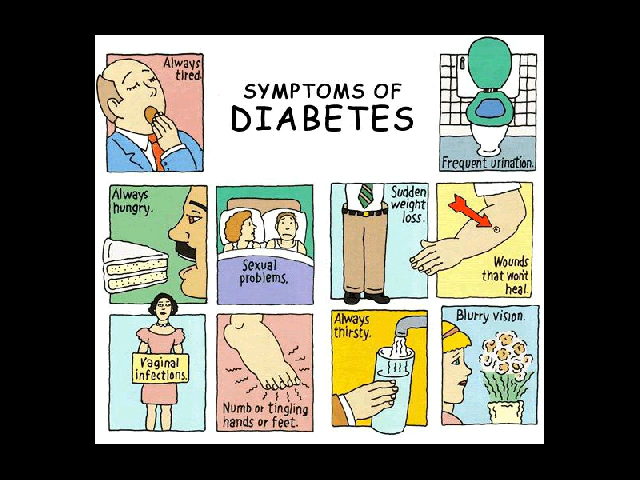 Always
tired.
SYMPTOMS OF
DIABETES
Frequent urination.
Always
hungry.
Sexual
problems.
Sudden
weight
loss.
Wounds
that won't
heal.
Vaginal
infections.
Numb or tingling
hands or feet.
Always
thirsty.
Blurry vision.